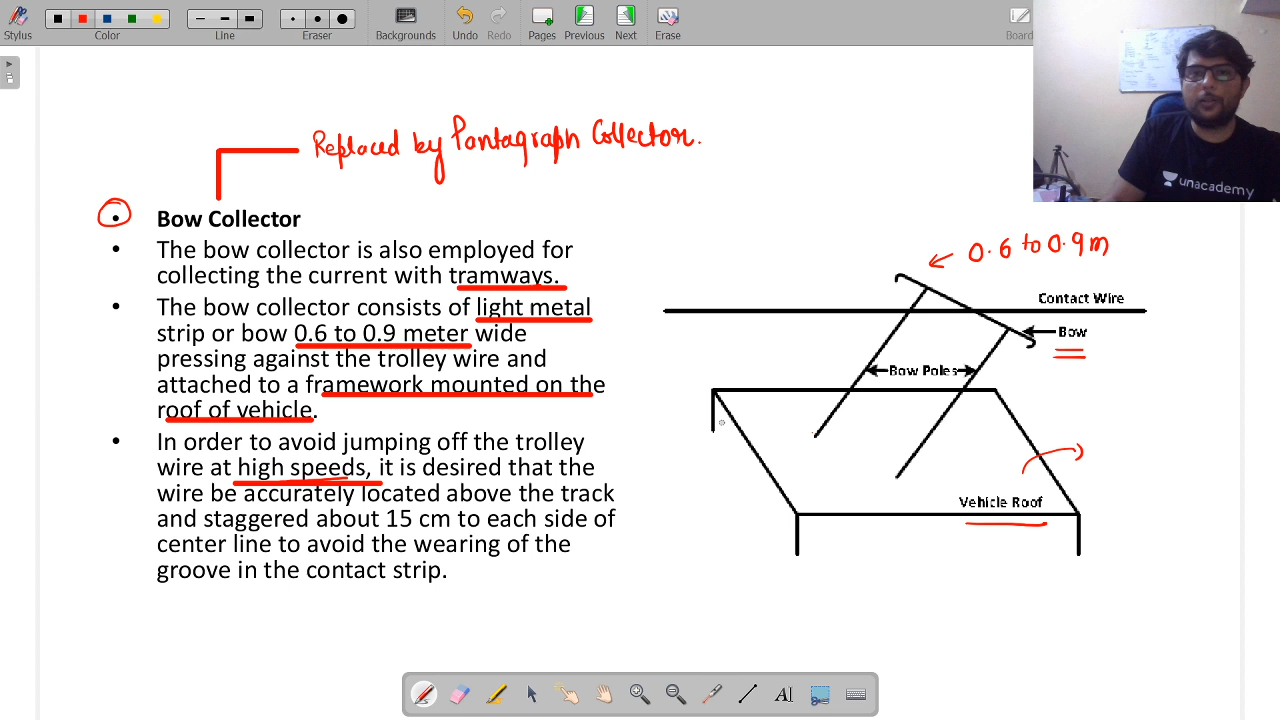 Stylus
Color
Line
Eraser
Backgrounds
Undo
Redo
Pages
Previous
Next
Erase
Board
unacademy
Replaced by Pantagraph Collector.
• Bow Collector
• The bow collector is also employed for
collecting the current with tramways.
• The bow collector consists of light metal
strip or bow 0.6 to 0.9 meter wide
pressing against the trolley wire and
attached to a framework mounted on the
roof of vehicle.
• In order to avoid jumping off the trolley
wire at high speeds, it is desired that the
wire be accurately located above the track
and staggered about 15 cm to each side of
center line to avoid the wearing of the
groove in the contact strip.
0.6 to 0.9m
Contact Wire
Bow
Bow Poles
Vehicle Roof
AI